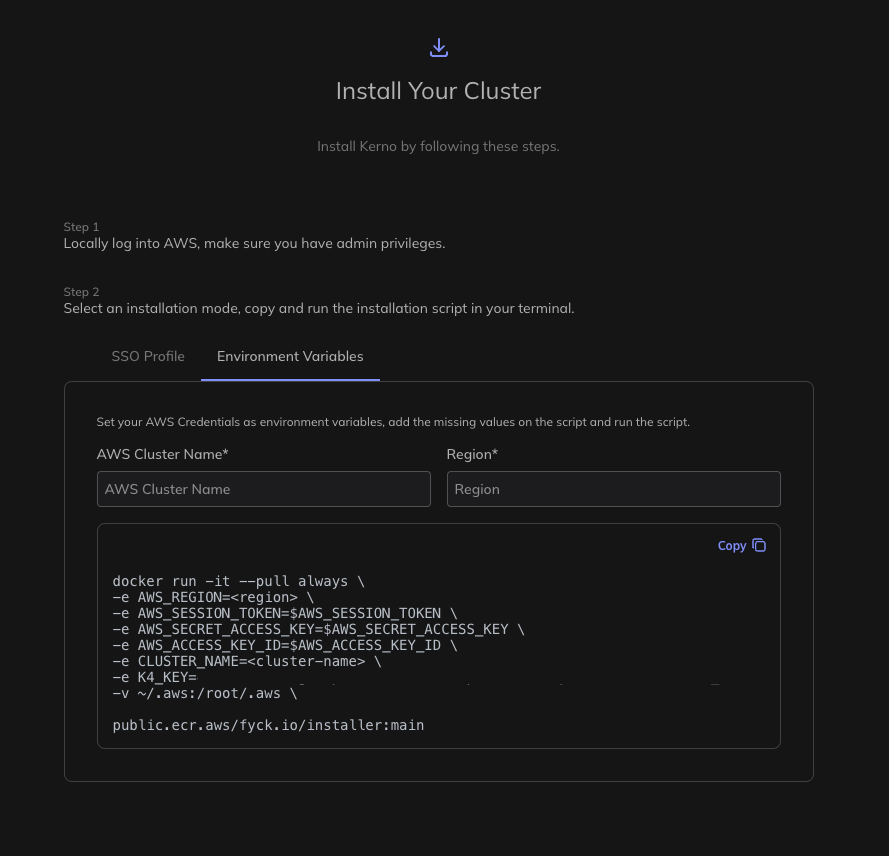 Install Your Cluster
Install Kerno by following these steps.
Step 1
Locally log into AWS, make sure you have admin privileges.
Step 2
Select an installation mode, copy and run the installation script in your terminal.
SSO Profile
Environment Variables
Set your AWS Credentials as environment variables, add the missing values on the script and run the script.
AWS Cluster Name*
Region*
AWS Cluster Name
Region
Copy
docker run -it --pull always \
-e AWS_REGION=<region> \
-e AWS_SESSION_TOKEN=$AWS_SESSION_TOKEN \
-e AWS_SECRET_ACCESS_KEY=$AWS_SECRET_ACCESS_KEY \
-e AWS_ACCESS_KEY_ID=$AWS_ACCESS_KEY_ID \
-e CLUSTER_NAME=<cluster-name> \
-e K4_KEY=
-v ~/.aws:/root/.aws \
public.ecr.aws/fyck.io/installer:main